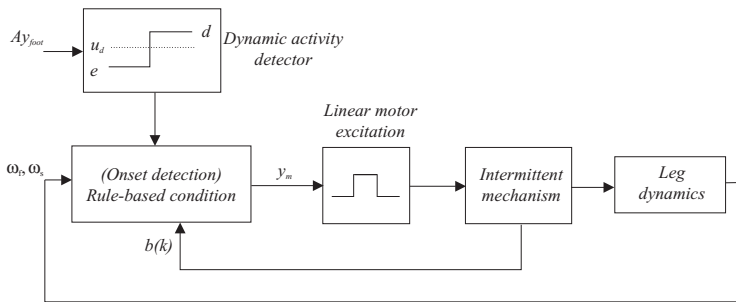 Ay_foot
u_d
d
e
Dynamic activity
detector
Linear motor
excitation
ω_f, ω_s
(Onset detection)
Rule-based condition
y_m
Intermittent
mechanism
Leg
dynamics
b(k)